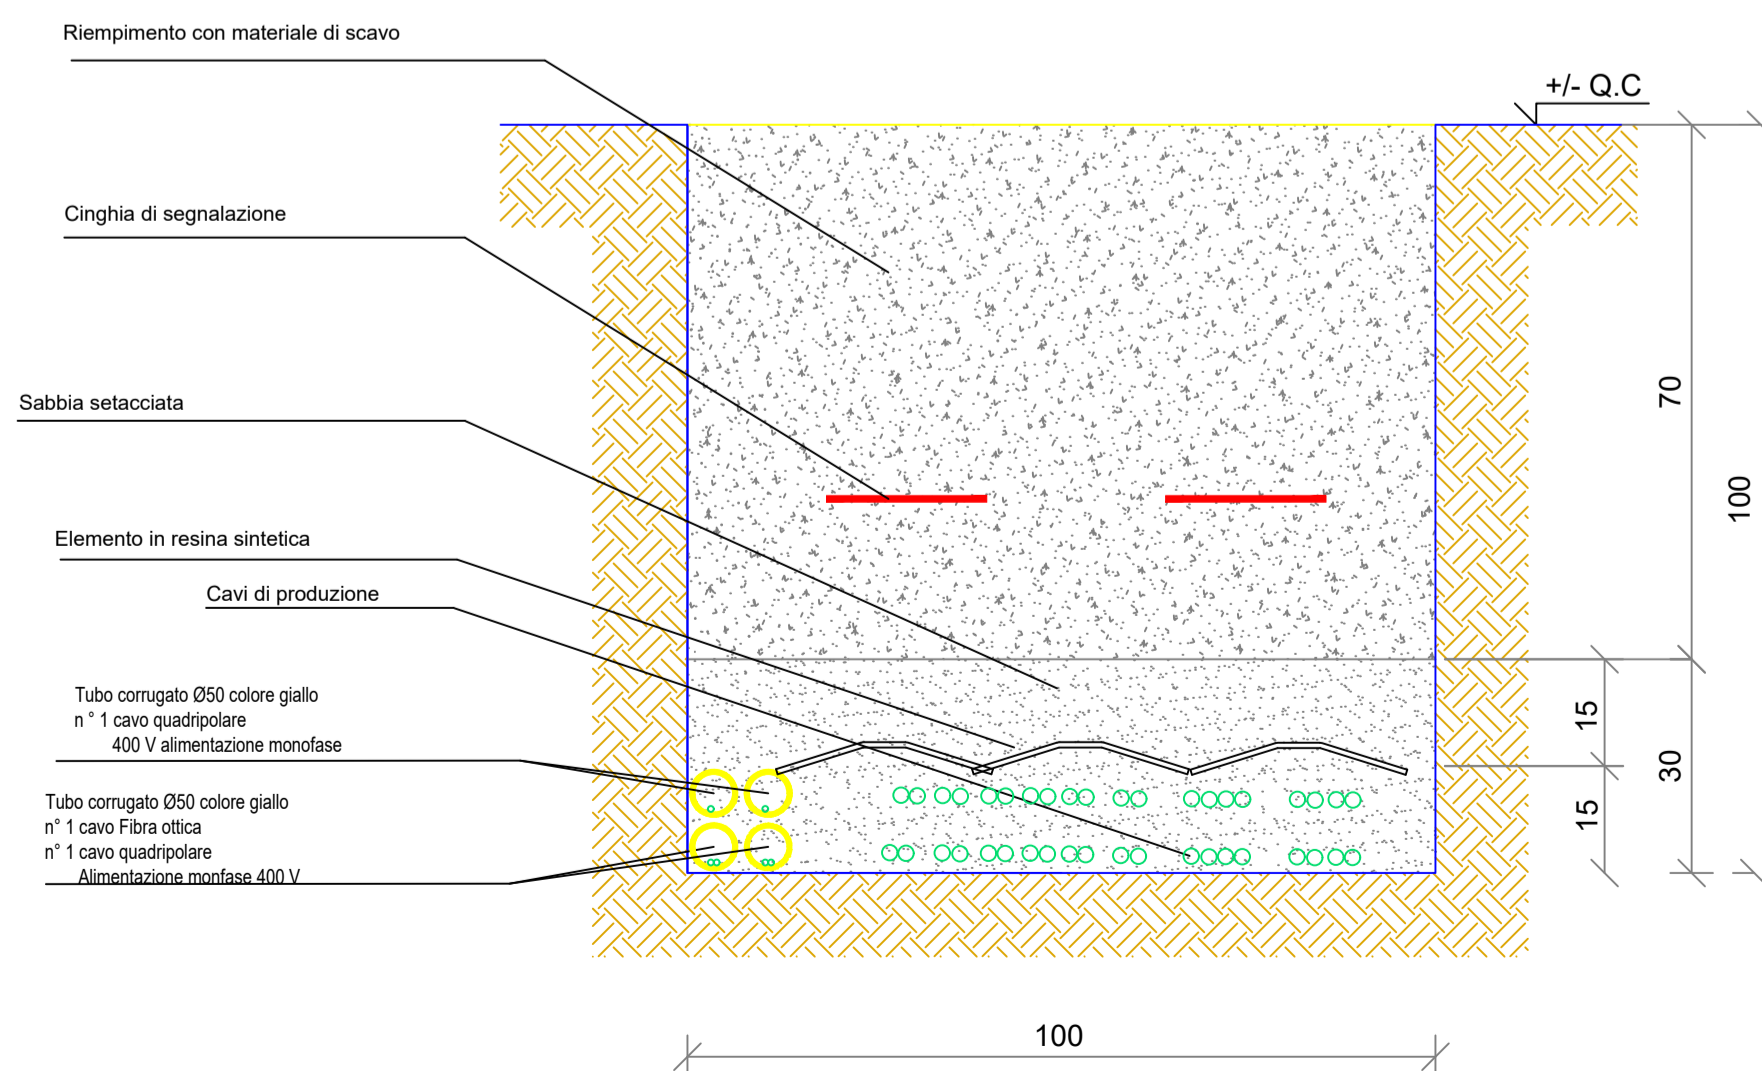 Riempimento con materiale di scavo
+/- Q.C
Cinghia di segnalazione
Sabbia setacciata
70
100
Elemento in resina sintetica
Cavi di produzione
Tubo corrugato Ø50 colore giallo
n ° 1 cavo quadripolare
400 V alimentazione monofase
15
30
15
Tubo corrugato Ø50 colore giallo
n° 1 cavo Fibra ottica
n° 1 cavo quadripolare
Alimentazione monfase 400 V
100